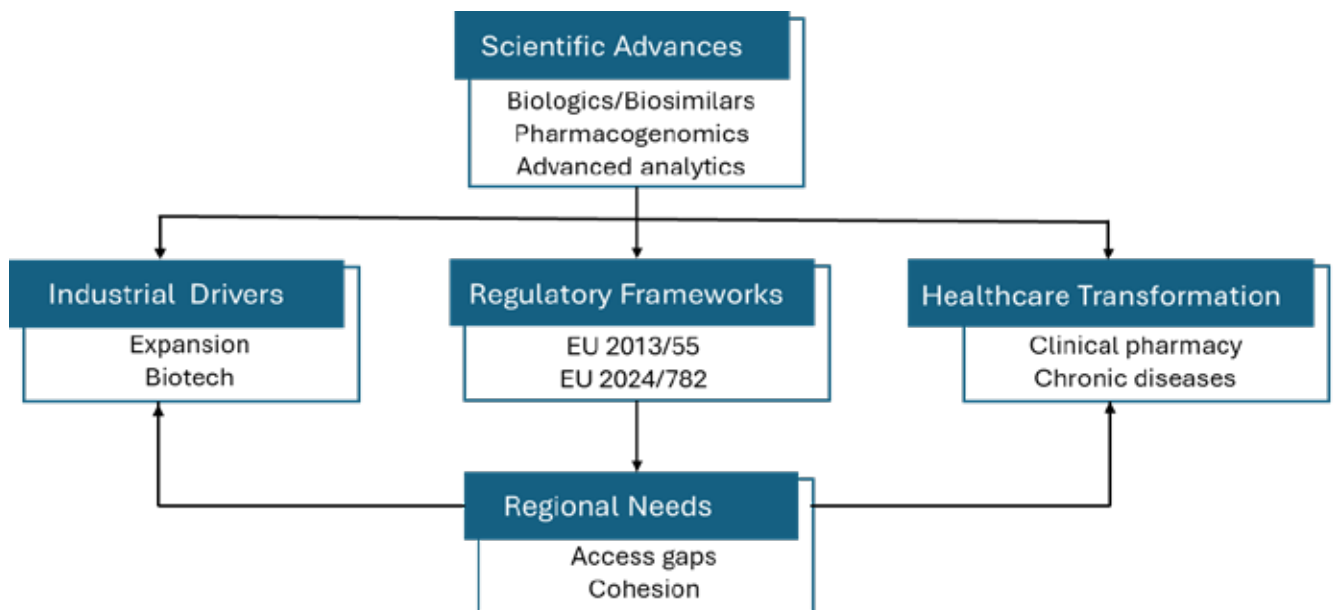 Scientific Advances
Biologics/Biosimilars
Pharmacogenomics
Advanced analytics
Industrial Drivers
Expansion
Biotech
Regulatory Frameworks
EU 2013/55
EU 2024/782
Healthcare Transformation
Clinical pharmacy
Chronic diseases
Regional Needs
Access gaps
Cohesion